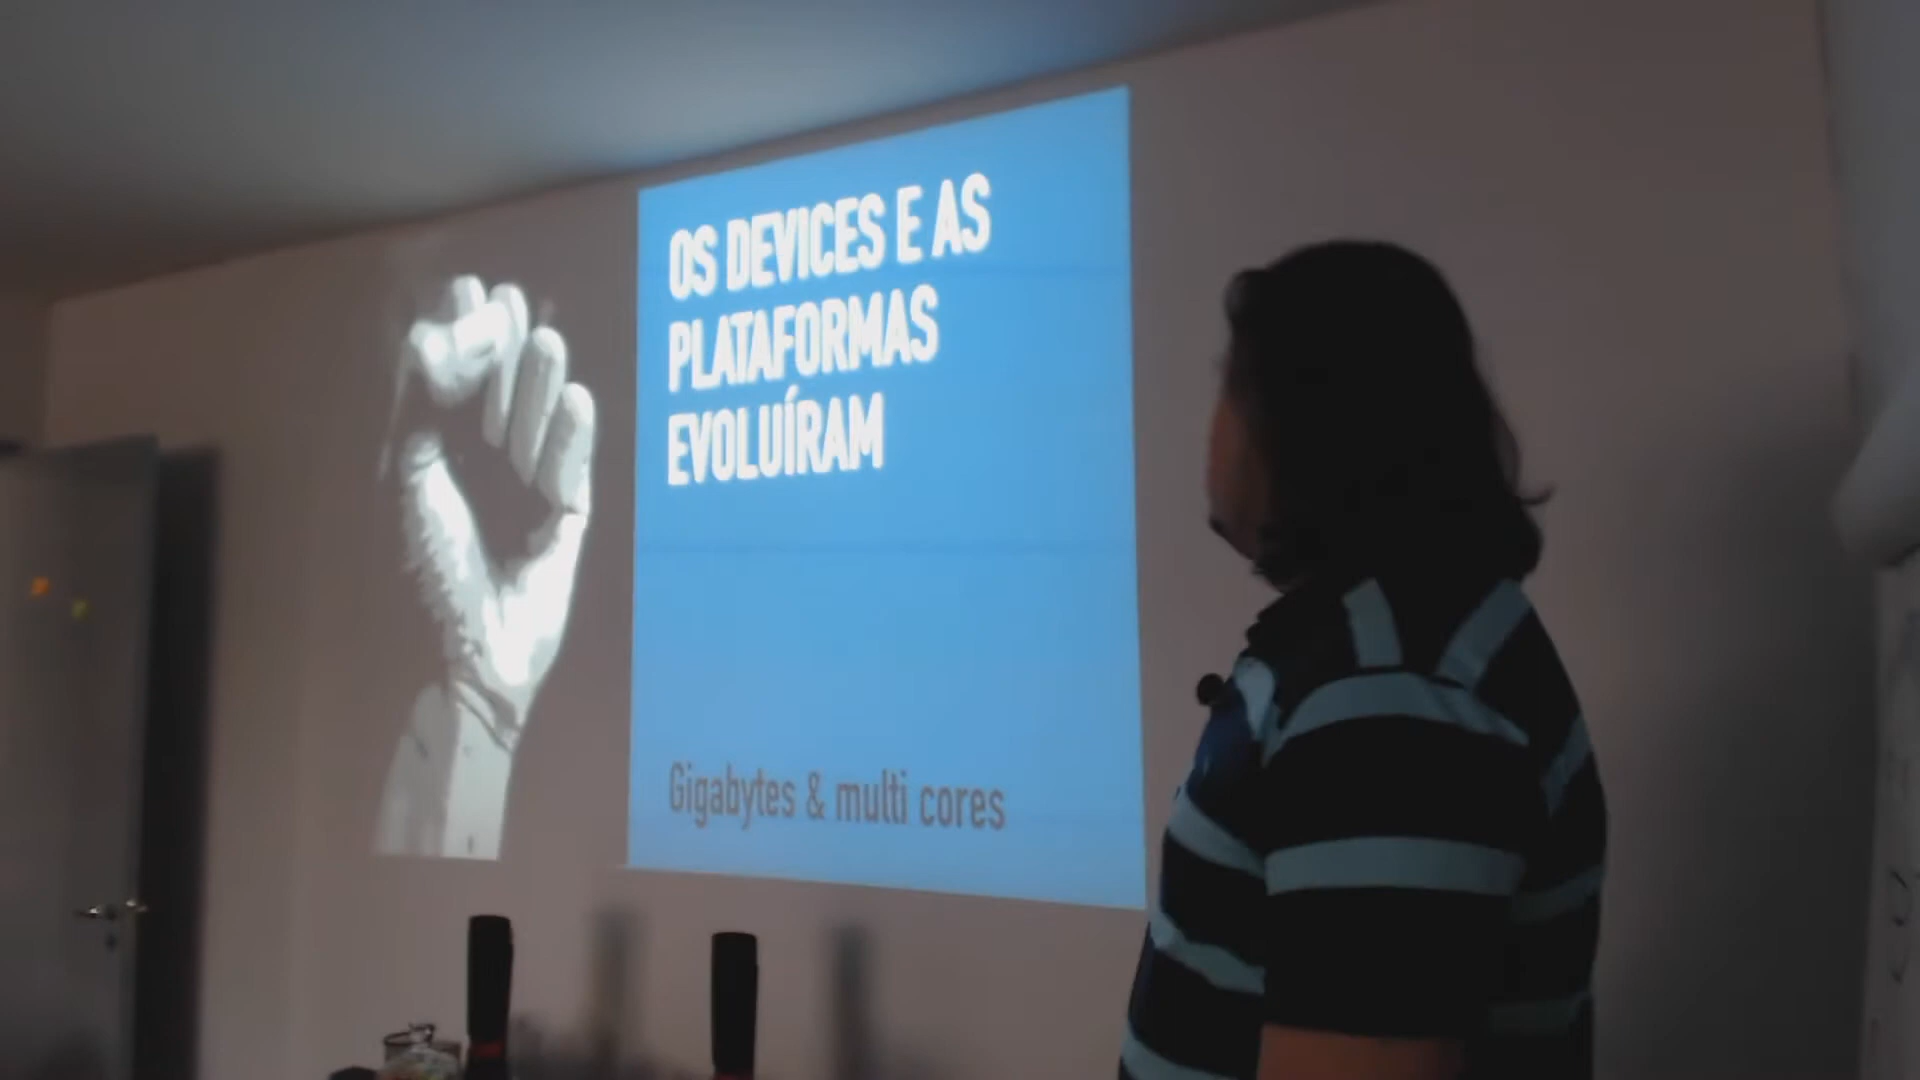 OS DEVICES E AS
PLATAFORMAS
EVOLUÍRAM
Gigabytes & multi cores